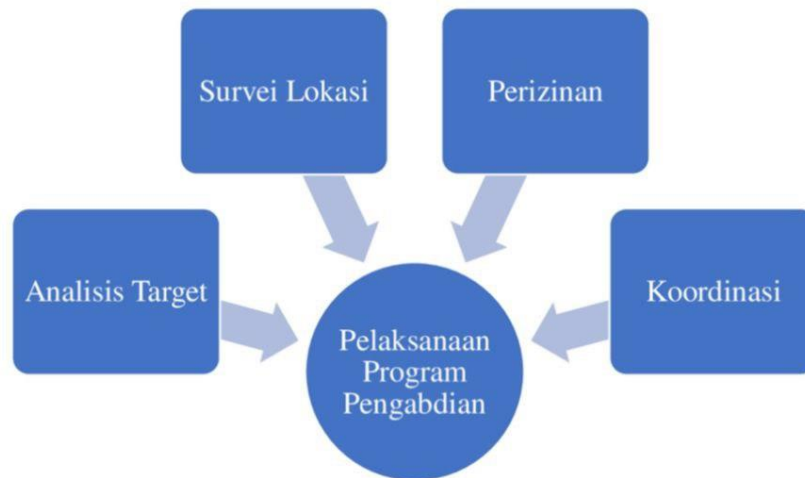 Survei Lokasi
Perizinan
Analisis Target
Koordinasi
Pelaksanaan
Program
Pengabdian